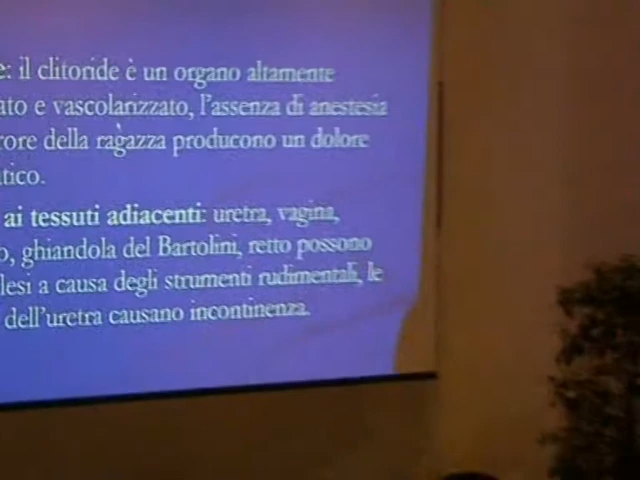 e: il clitoride è un organo altamente
ato e vascolarizzato, l'assenza di anestesia
rore della ragazza producono un dolore
tico.
ai tessuti adiacenti: uretra, vagina,
o, ghiandola del Bartolini, retto possono
lesi a causa degli strumenti rudimentali, le
dell'uretra causano incontinenza.